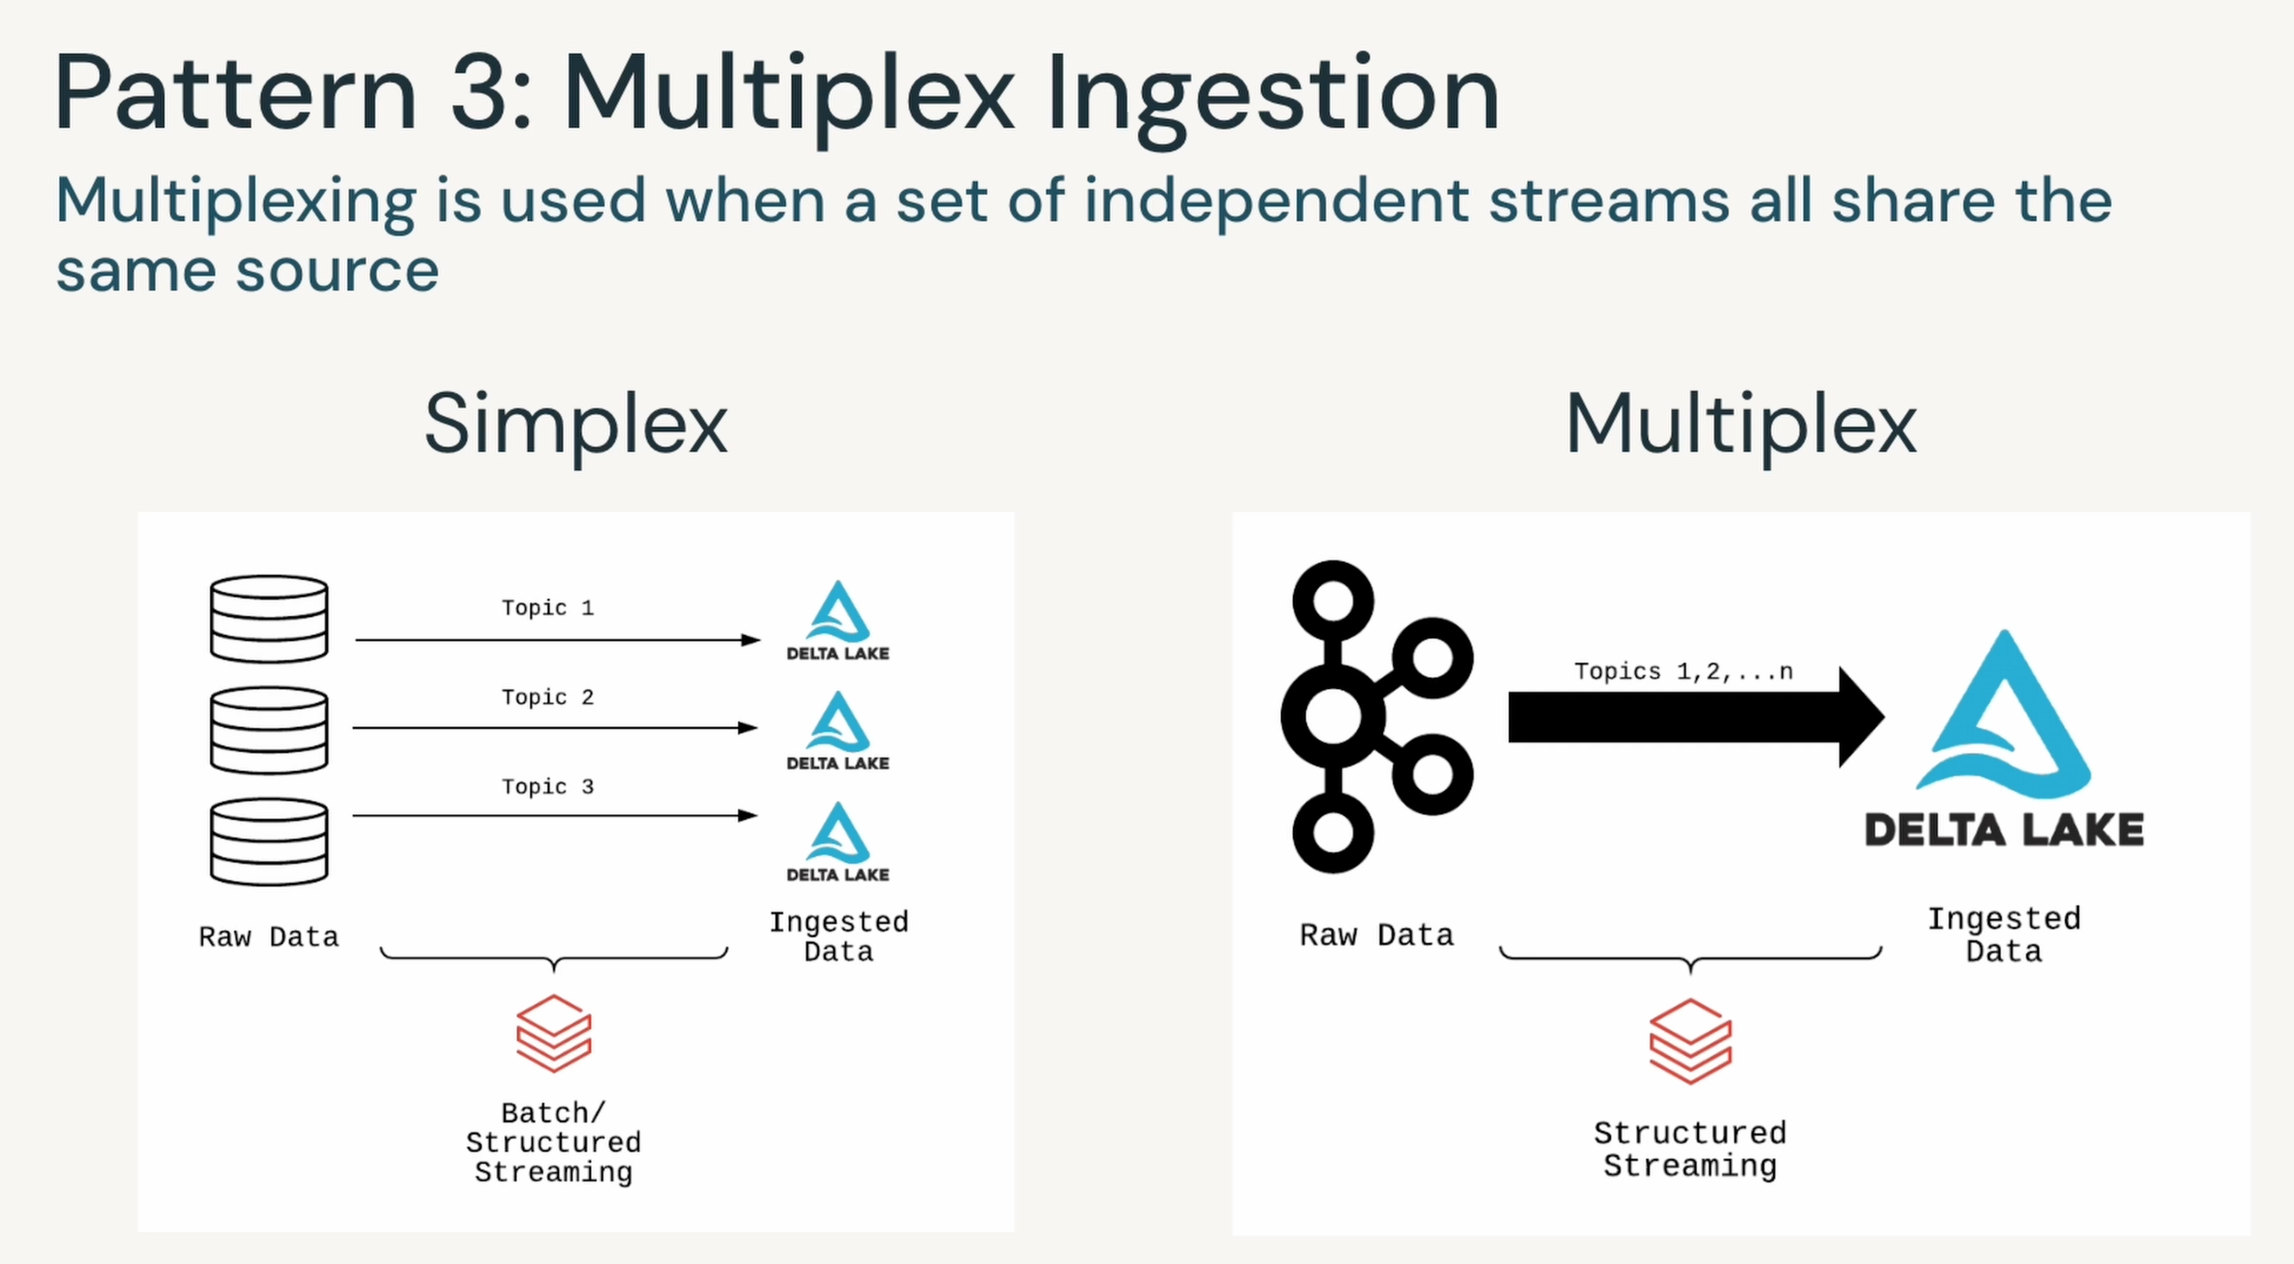 Pattern 3: Multiplex Ingestion
Multiplexing is used when a set of independent streams all share the
same source
Simplex
Topic 1
DELTA LAKE
Topic 2
DELTA LAKE
Topic 3
DELTA LAKE
Raw Data
Ingested
Data
Batch/
Structured
Streaming
Multiplex
Topics 1,2,...n
DELTA LAKE
Raw Data
Ingested
Data
Structured
Streaming